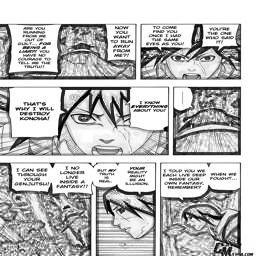 YOU'RE
THE ONE
WHO SAID
!!!
TO COME
FIND YOU
ONCE I HAD
THE SAME
EYES AS YOU!
NOW
YOU
WANT TO
RUN
AWAY
FROM
ME?!
ARE YOU
RUNNING
FROM ME
OUT OF
GUILT... FOR
BEING A
LIAR?! YOU
HAVE NO
COURAGE TO
TELL ME
THE TRUTH!!
I KNOW
EVERYTHING
ABOUT YOU!
THAT'S
WHY I WILL
DESTROY
KONOHA!
WHEN WE
FOUGHT...
I TOLD YOU WE
EACH LIVE DEEP
INSIDE OUR
OWN FANTASY,
REMEMBER?
YOUR
REALITY
MIGHT BE
AN
ILLUSION.
BUT MY
TRUTH
IS
REAL.
I NO
LONGER
LIVE
INSIDE A
FANTASY!!
I CAN SEE
THROUGH
YOUR
GENJUTSU!